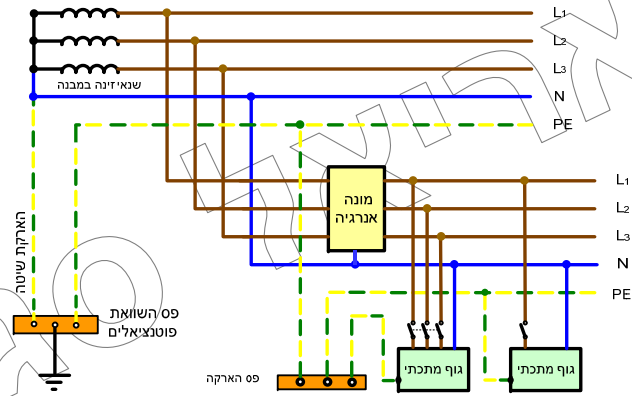 L1
L2
L3
שנאי זינה במבנה
N
PE
מונה
אנרגיה
L1
L2
L3
N
PE
הארקת שיטה
פס השוואת
פוטנציאלים
פס הארקה
גוף מתכתי
גוף מתכתי